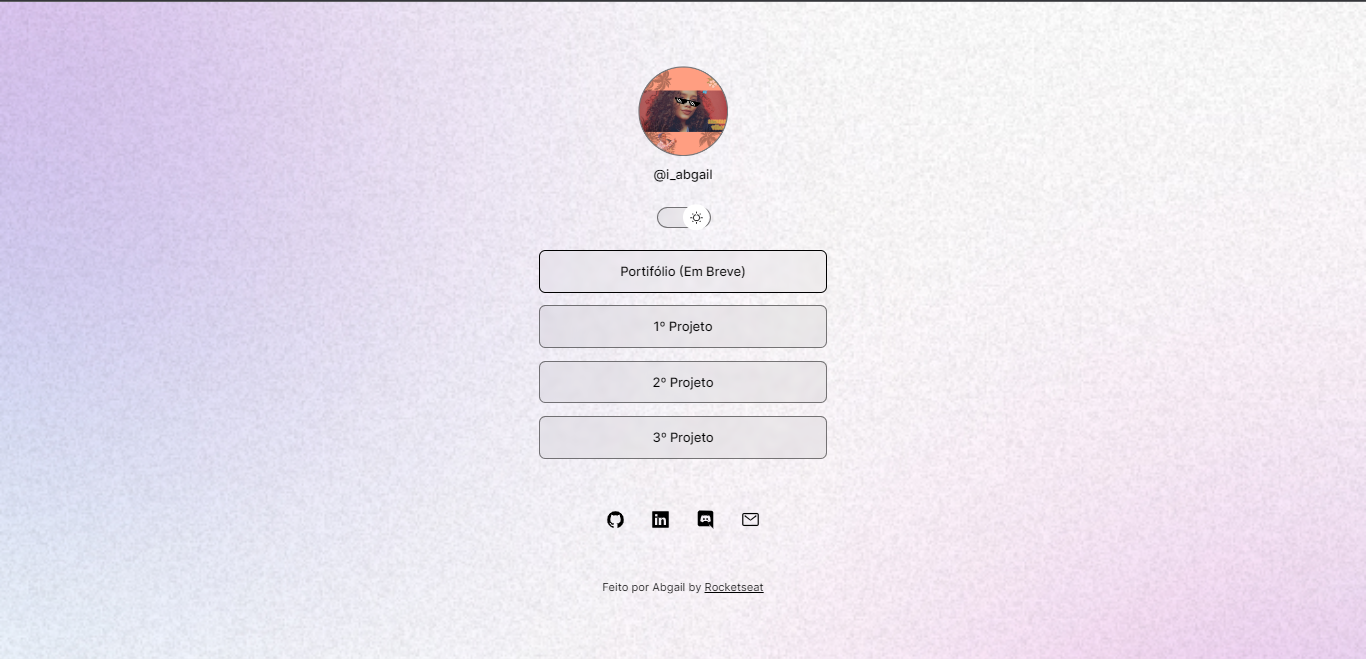 @i_abgail
Portifólio (Em Breve)
1º Projeto
2º Projeto
3º Projeto
Feito por Abgail by Rocketseat